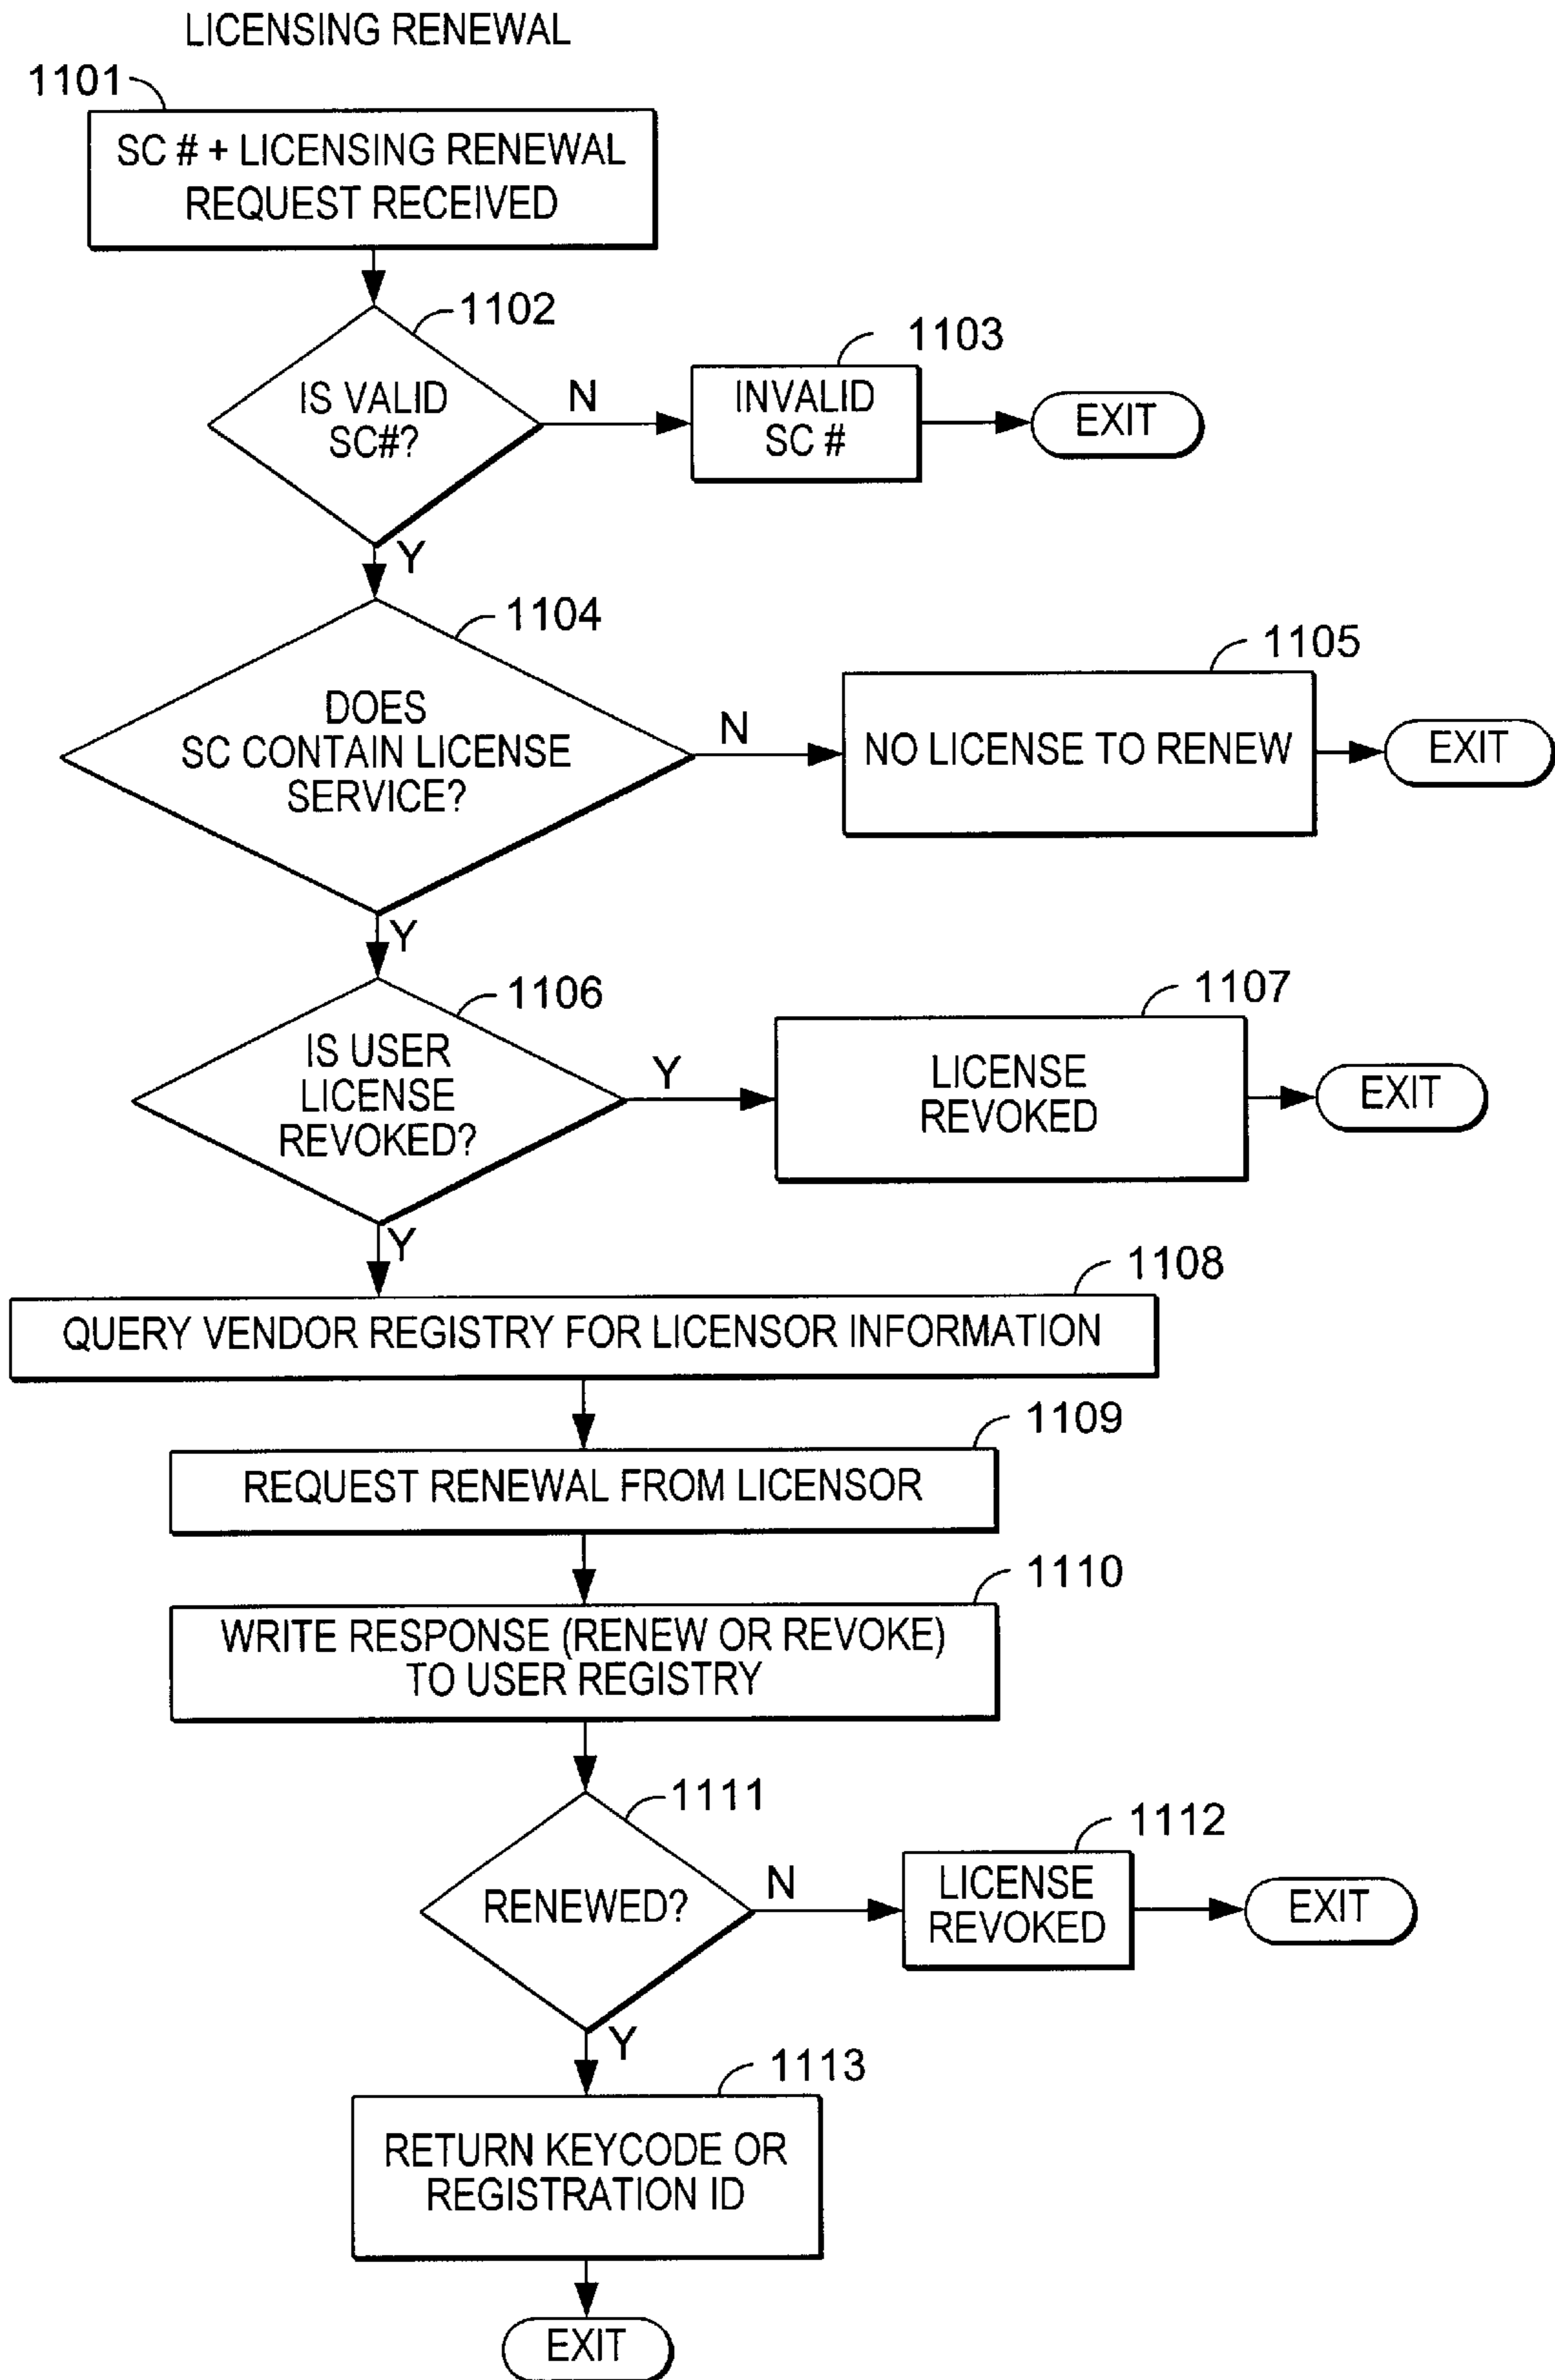 LICENSING RENEWAL
1101
SC # + LICENSING RENEWAL
REQUEST RECEIVED
1102
IS VALID
SC#?
N
1103
INVALID
SC #
EXIT
Y
1104
DOES
SC CONTAIN LICENSE
SERVICE?
N
1105
NO LICENSE TO RENEW
EXIT
Y
1106
IS USER
LICENSE
REVOKED?
Y
1107
LICENSE
REVOKED
EXIT
Y
1108
QUERY VENDOR REGISTRY FOR LICENSOR INFORMATION
1109
REQUEST RENEWAL FROM LICENSOR
1110
WRITE RESPONSE (RENEW OR REVOKE)
TO USER REGISTRY
1111
RENEWED?
N
1112
LICENSE
REVOKED
EXIT
Y
1113
RETURN KEYCODE OR
REGISTRATION ID
EXIT